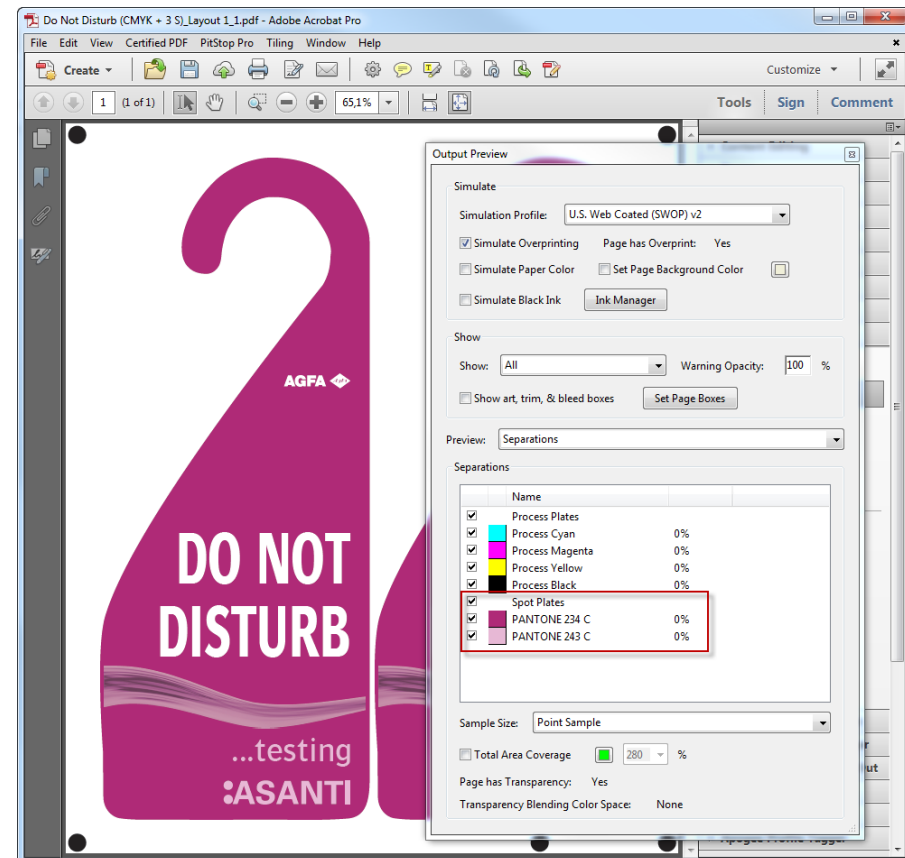 Do Not Disturb (CMYK + 3 S)_Layout 1_1.pdf - Adobe Acrobat Pro
File Edit View Certified PDF PitStop Pro Tiling Window Help
Create Customize
1 (1 of 1) 65,1% Tools Sign Comment
Content Editing
AGFA
DO NOT
DISTURB
...testing
:ASANTI
Output Preview
Simulate
Simulation Profile: U.S. Web Coated (SWOP) v2
Simulate Overprinting Page has Overprint: Yes
Simulate Paper Color Set Page Background Color
Simulate Black Ink Ink Manager
Show
Show: All Warning Opacity: 100 %
Show art, trim, & bleed boxes Set Page Boxes
Preview: Separations
Separations
Name
Process Plates
Process Cyan 0%
Process Magenta 0%
Process Yellow 0%
Process Black 0%
Spot Plates
PANTONE 234 C 0%
PANTONE 243 C 0%
Sample Size: Point Sample
Total Area Coverage 280 %
Page has Transparency: Yes
Transparency Blending Color Space: None
Apogee Profile Tagger